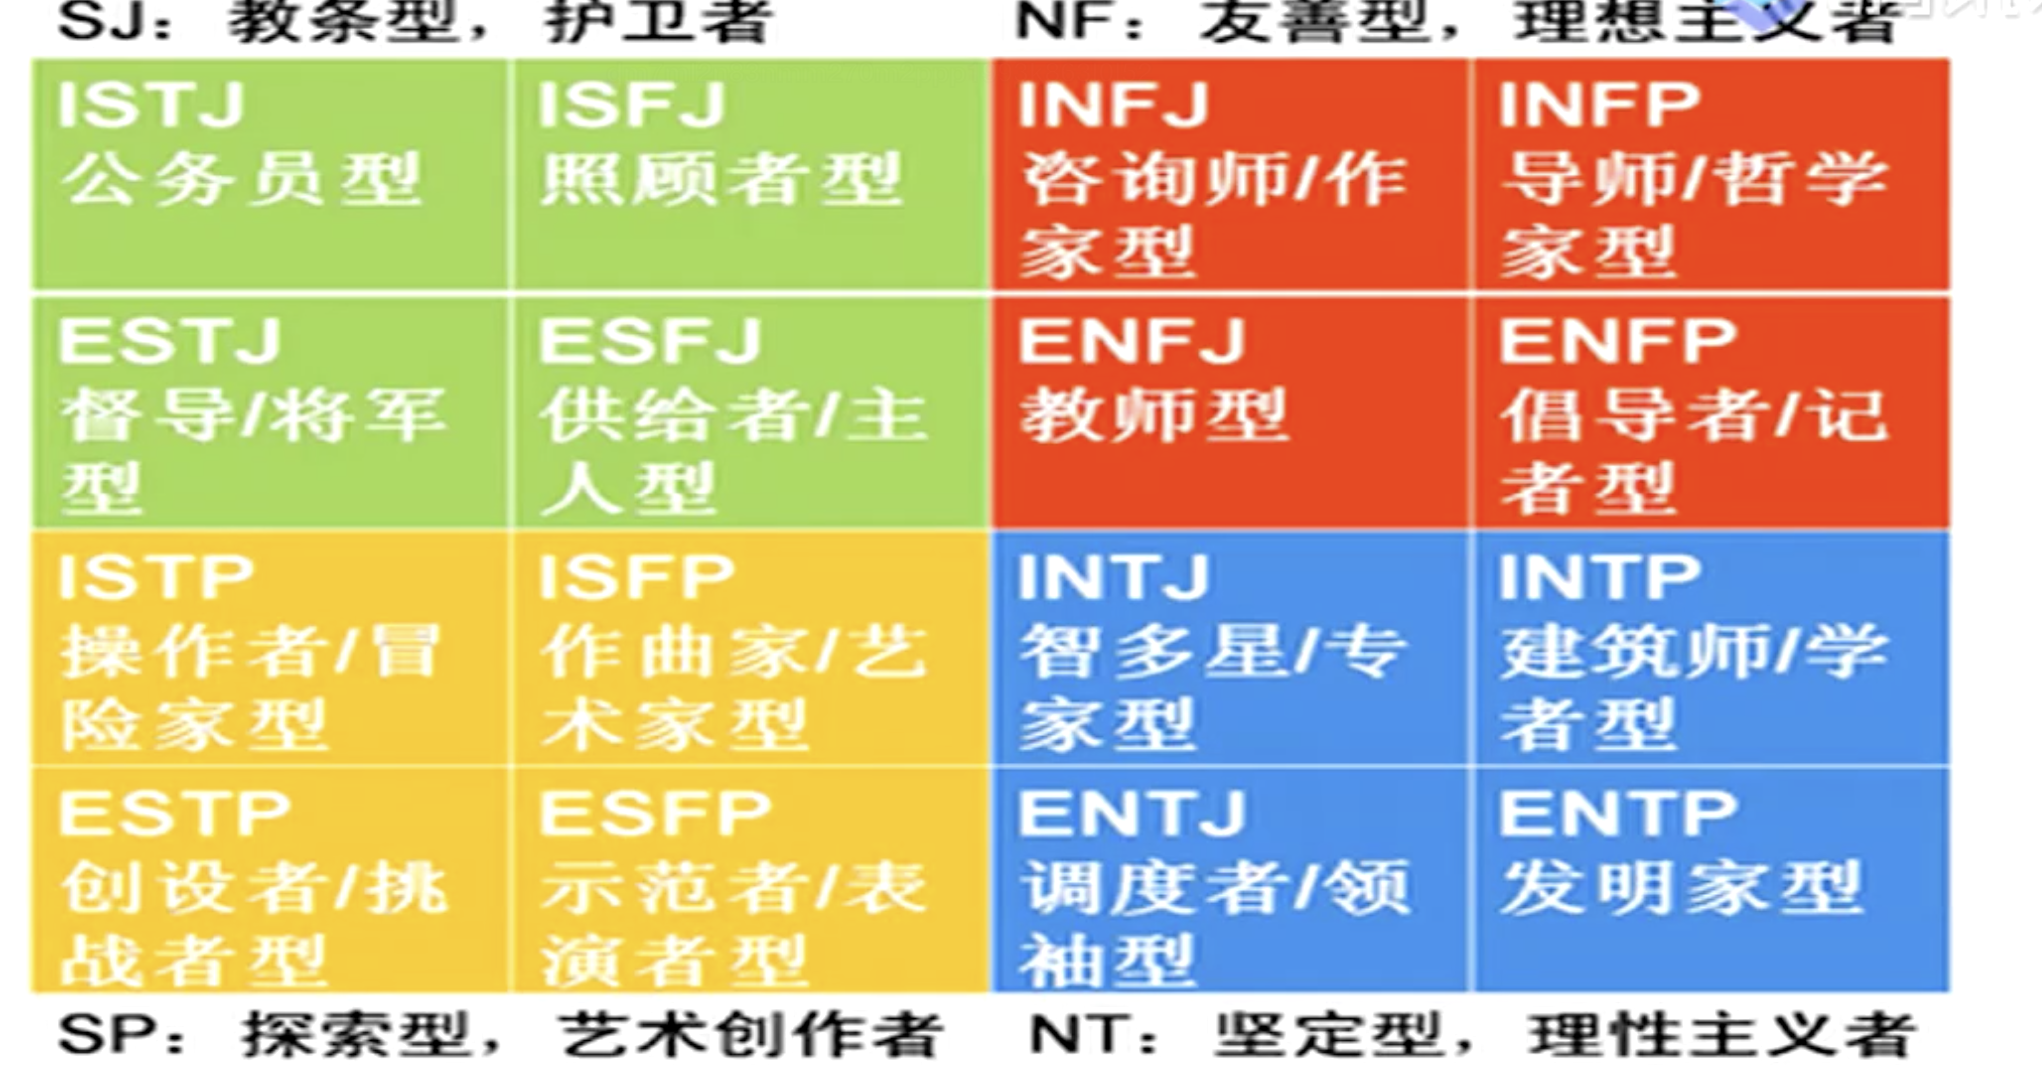 SJ：教条型，护卫者
NF：友善型，理想主义者
ISTJ
公务员型
ISFJ
照顾者型
INFJ
咨询师/作
家型
INFP
导师/哲学
家型
ESTJ
督导/将军
型
ESFJ
供给者/主
人型
ENFJ
教师型
ENFP
倡导者/记
者型
ISTP
操作者/冒
险家型
ISFP
作曲家/艺
术家型
INTJ
智多星/专
家型
INTP
建筑师/学
者型
ESTP
创设者/挑
战者型
ESFP
示范者/表
演者型
ENTJ
调度者/领
袖型
ENTP
发明家型
SP：探索型，艺术创作者
NT：坚定型，理性主义者